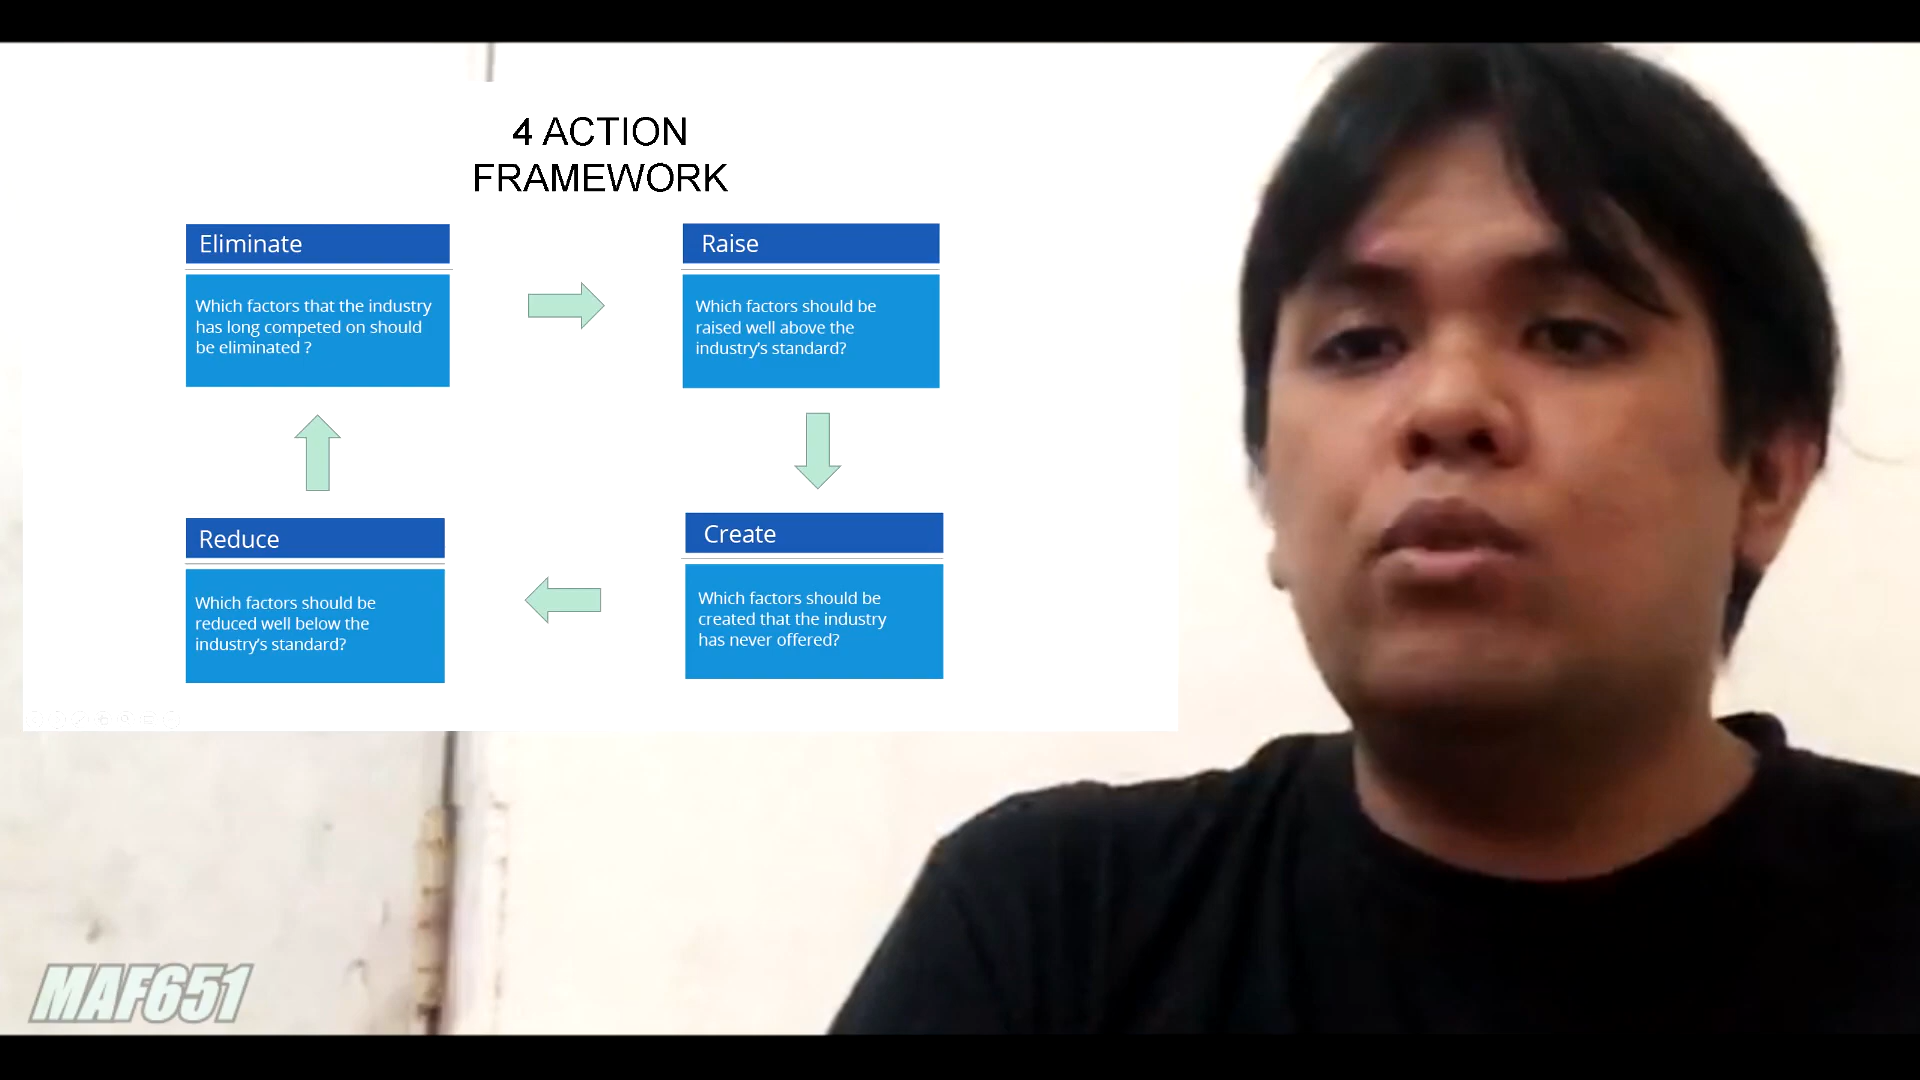 4 ACTION
FRAMEWORK
Eliminate
Which factors that the industry
has long competed on should
be eliminated ?
Raise
Which factors should be
raised well above the
industry's standard?
Reduce
Which factors should be
reduced well below the
industry's standard?
Create
Which factors should be
created that the industry
has never offered?
MAF651